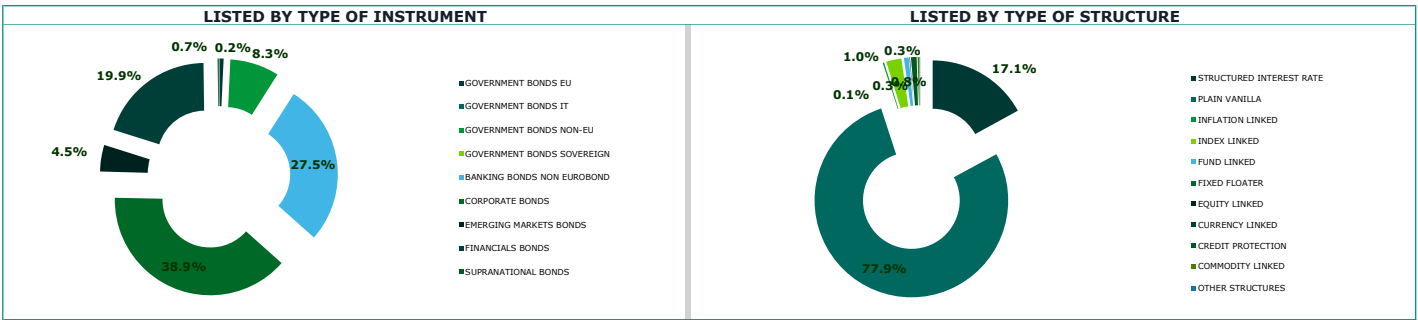 LISTED BY TYPE OF INSTRUMENT
0.7%
0.2%
8.3%
19.9%
4.5%
27.5%
38.9%
GOVERNMENT BONDS EU
GOVERNMENT BONDS IT
GOVERNMENT BONDS NON-EU
GOVERNMENT BONDS SOVEREIGN
BANKING BONDS NON EUROBOND
CORPORATE BONDS
EMERGING MARKETS BONDS
FINANCIALS BONDS
SUPRANATIONAL BONDS
LISTED BY TYPE OF STRUCTURE
1.0%
0.3%
17.1%
0.3%
0.8%
0.1%
77.9%
STRUCTURED INTEREST RATE
PLAIN VANILLA
INFLATION LINKED
INDEX LINKED
FUND LINKED
FIXED FLOATER
EQUITY LINKED
CURRENCY LINKED
CREDIT PROTECTION
COMMODITY LINKED
OTHER STRUCTURES